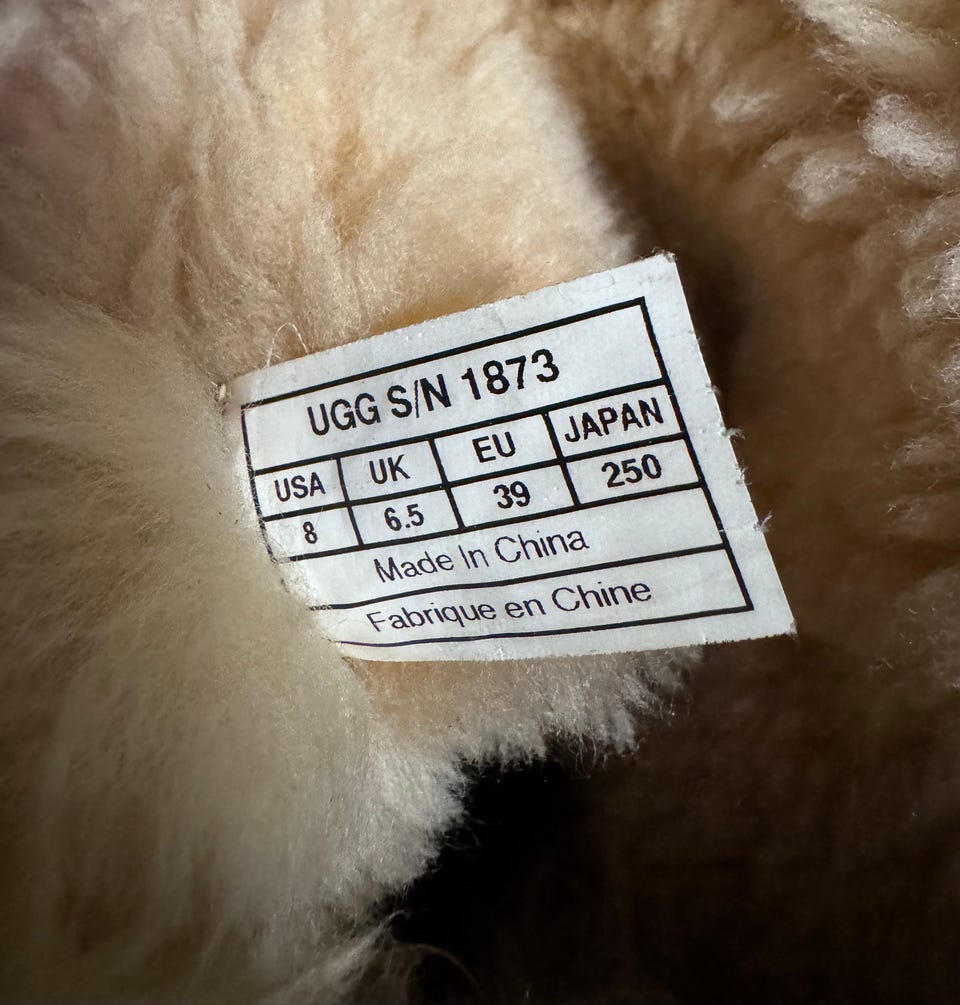 UGG S/N 1873
USA UK EU JAPAN
8 6.5 39 250
Made In China
Fabrique en Chine